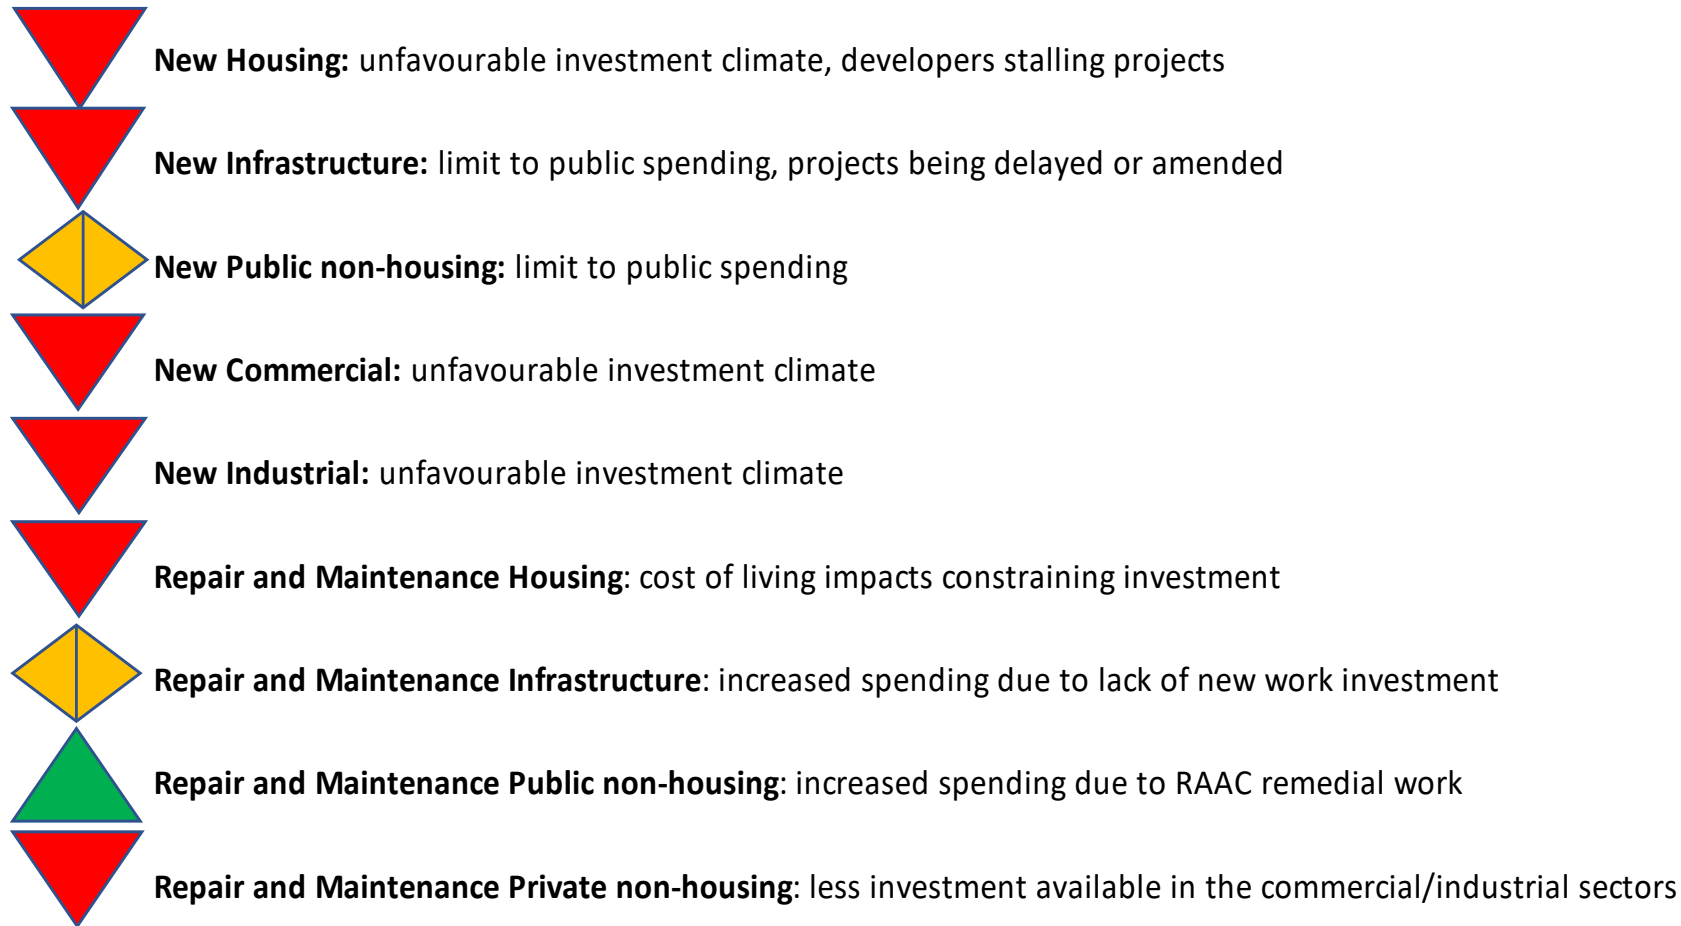 New Housing: unfavourable investment climate, developers stalling projects
New Infrastructure: limit to public spending, projects being delayed or amended
New Public non-housing: limit to public spending
New Commercial: unfavourable investment climate
New Industrial: unfavourable investment climate
Repair and Maintenance Housing: cost of living impacts constraining investment
Repair and Maintenance Infrastructure: increased spending due to lack of new work investment
Repair and Maintenance Public non-housing: increased spending due to RAAC remedial work
Repair and Maintenance Private non-housing: less investment available in the commercial/industrial sectors